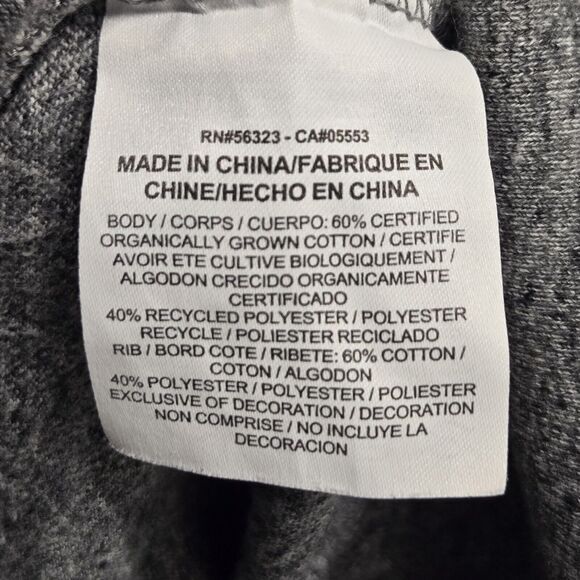 RN#56323 - CA#05553
MADE IN CHINA/FABRIQUE EN
CHINE/HECHO EN CHINA
BODY / CORPS / CUERPO: 60% CERTIFIED
ORGANICALLY GROWN COTTON / CERTIFIE
AVOIR ETE CULTIVE BIOLOGIQUEMENT /
ALGODON CRECIDO ORGANICAMENTE
CERTIFICADO
40% RECYCLED POLYESTER / POLYESTER
RECYCLE / POLIESTER RECICLADO
RIB / BORD COTE / RIBETE: 60% COTTON /
COTON / ALGODON
40% POLYESTER / POLYESTER / POLIESTER
EXCLUSIVE OF DECORATION / DECORATION
NON COMPRISE / NO INCLUYE LA
DECORACION